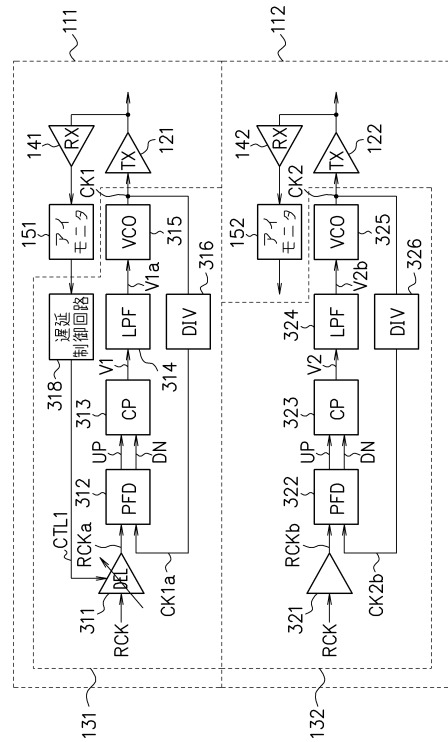 111
112
141
RX
151
アイ
モニタ
318
遅延
制御回路
CTL1
121
TX
CK1
315
VCO
V1a
314
LPF
V1
313
CP
UP
DN
312
PFD
RCKa
311
DEL
RCK
CK1a
316
DIV
131
142
RX
152
アイ
モニタ
122
TX
CK2
325
VCO
V2b
324
LPF
V2
323
CP
UP
DN
322
PFD
RCKb
321
RCK
CK2b
326
DIV
132